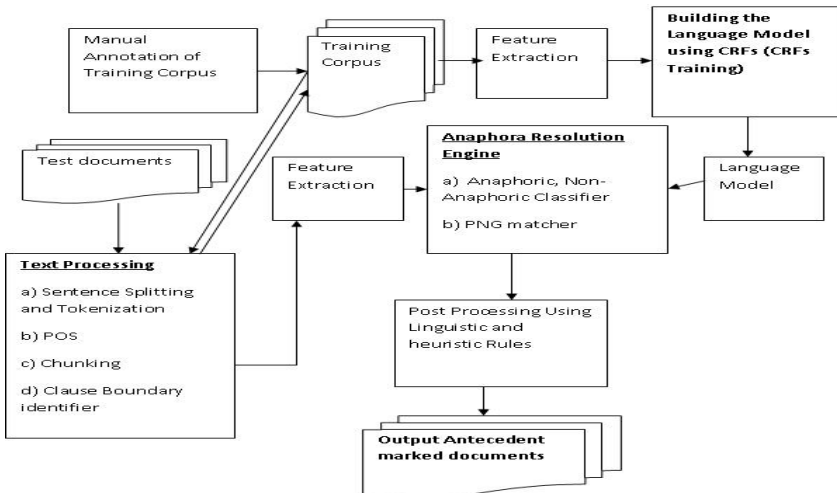 Manual
Annotation of
Training Corpus
Training
Corpus
Feature
Extraction
Building the
Language Model
using CRFs (CRFs
Training)
Test documents
Feature
Extraction
Anaphora Resolution
Engine
a) Anaphoric, Non-
Anaphoric Classifier
b) PNG matcher
Language
Model
Text Processing
a) Sentence Splitting
and Tokenization
b) POS
c) Chunking
d) Clause Boundary
identifier
Post Processing Using
Linguistic and
heuristic Rules
Output Antecedent
marked documents